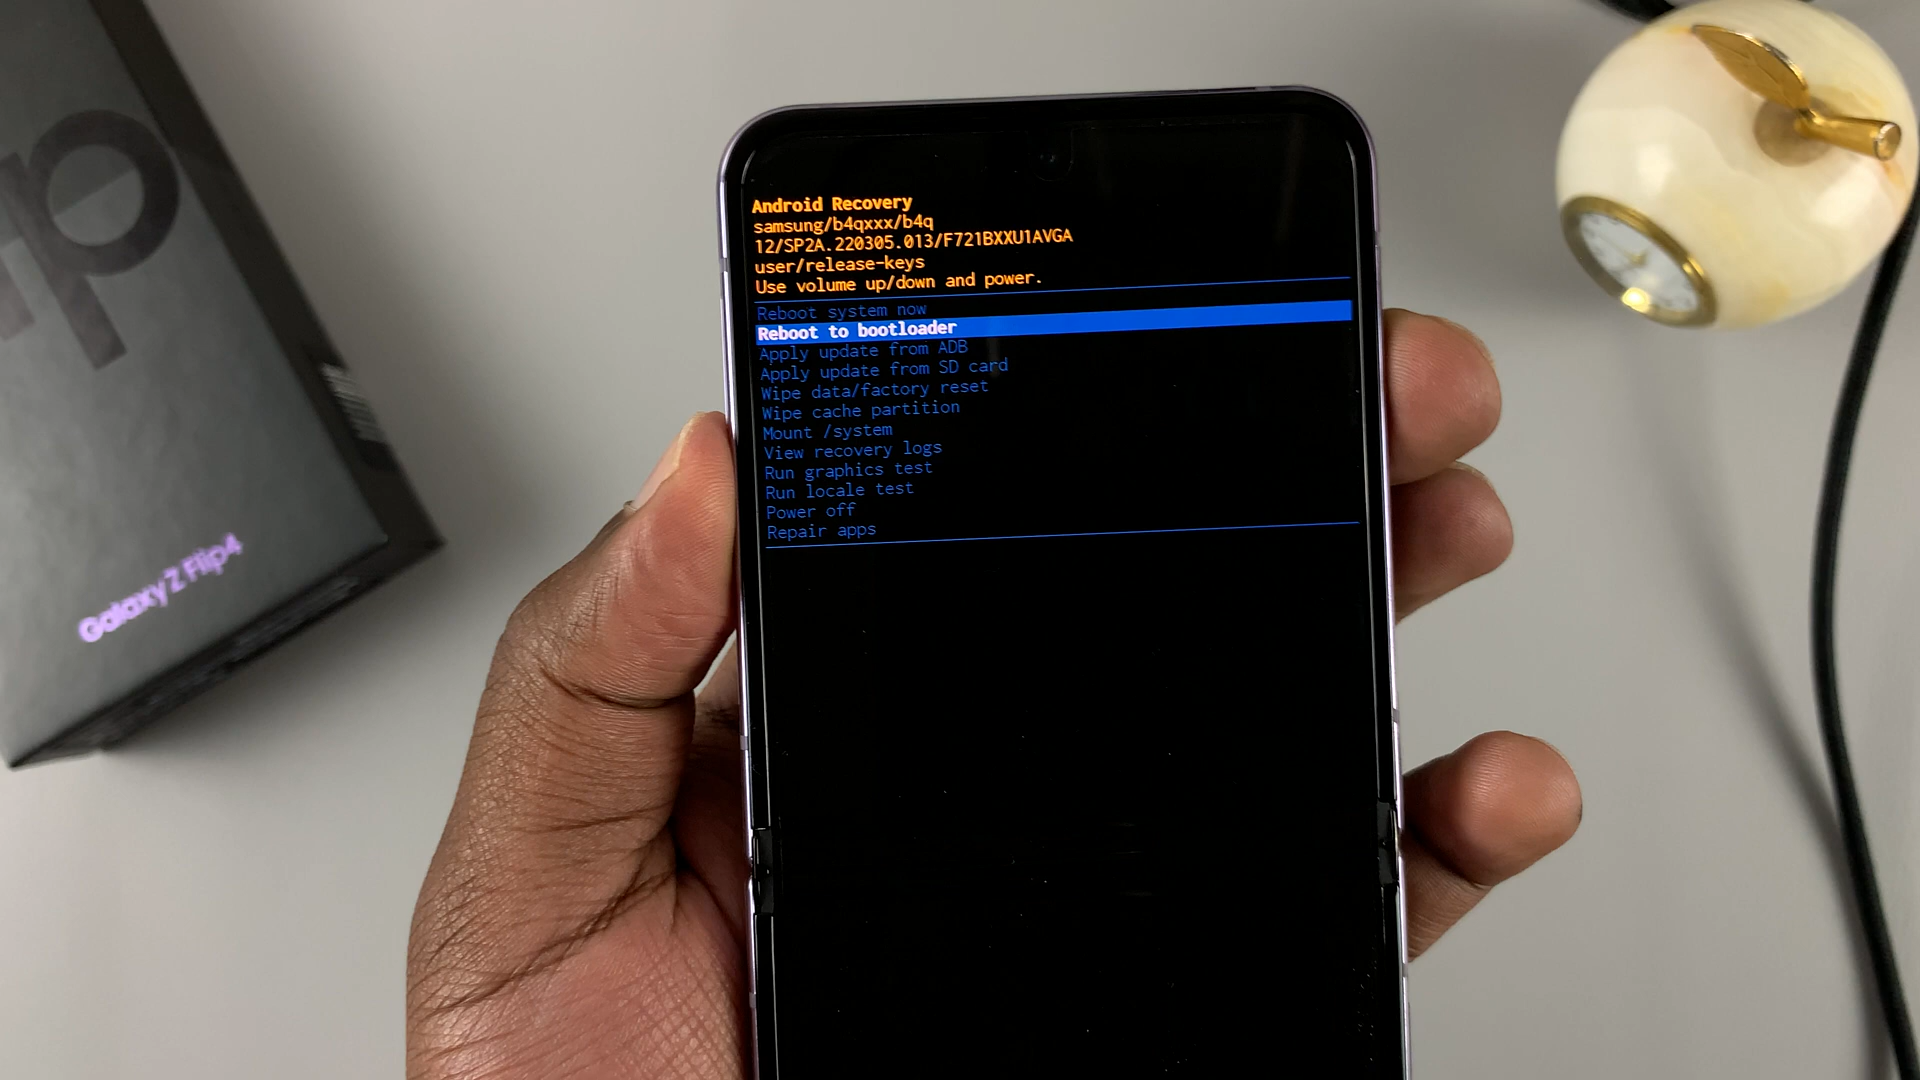 Flip
Galaxy Z Flip4
Android Recovery
samsung/b4qxxx/b4q
12/SP2A.220305.013/F721BXXU1AVGA
user/release-keys
Use volume up/down and power.
Reboot system now
Reboot to bootloader
Apply update from ADB
Apply update from SD card
Wipe data/factory reset
Wipe cache partition
Mount /system
View recovery logs
Run graphics test
Run locale test
Power off
Repair apps